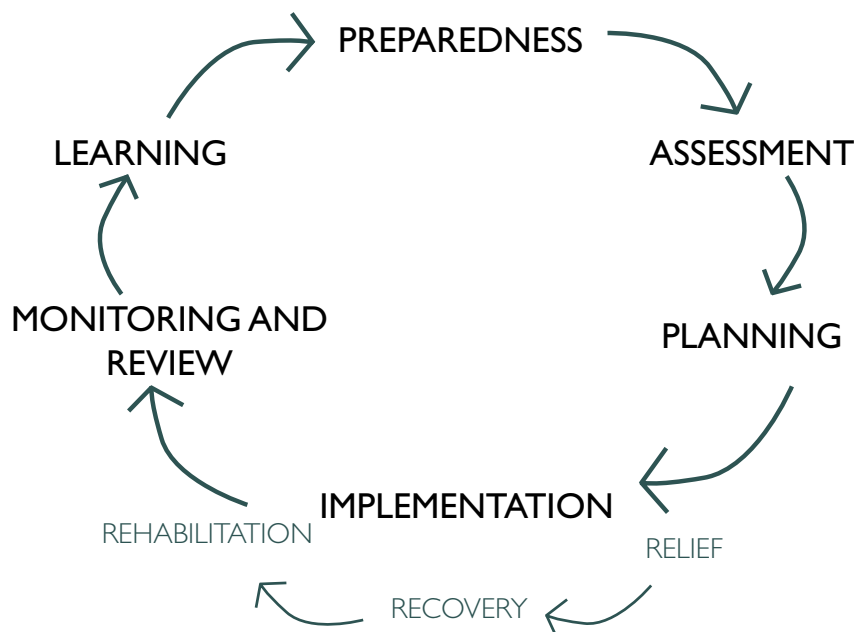 PREPAREDNESS
ASSESSMENT
PLANNING
IMPLEMENTATION
RELIEF
RECOVERY
REHABILITATION
MONITORING AND
REVIEW
LEARNING